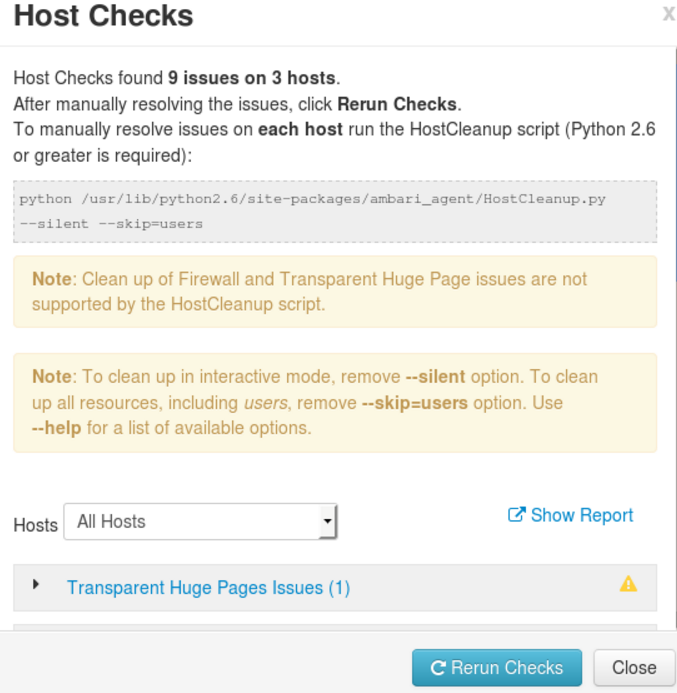 Host Checks
x
Host Checks found 9 issues on 3 hosts.
After manually resolving the issues, click Rerun Checks.
To manually resolve issues on each host run the HostCleanup script (Python 2.6
or greater is required):
python /usr/lib/python2.6/site-packages/ambari_agent/HostCleanup.py
--silent --skip=users
Note: Clean up of Firewall and Transparent Huge Page issues are not
supported by the HostCleanup script.
Note: To clean up in interactive mode, remove --silent option. To clean
up all resources, including users, remove --skip=users option. Use
--help for a list of available options.
Hosts All Hosts Show Report
Transparent Huge Pages Issues (1)
Rerun Checks Close